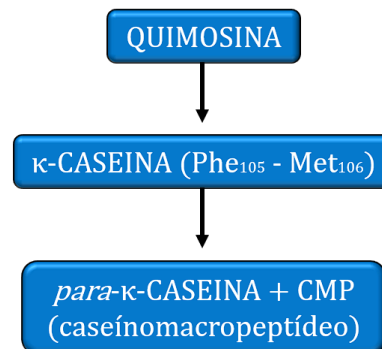 QUIMOSINA
κ-CASEINA (Phe₁₀₅ - Met₁₀₆)
para-κ-CASEINA + CMP
(caseínomacropeptídeo)